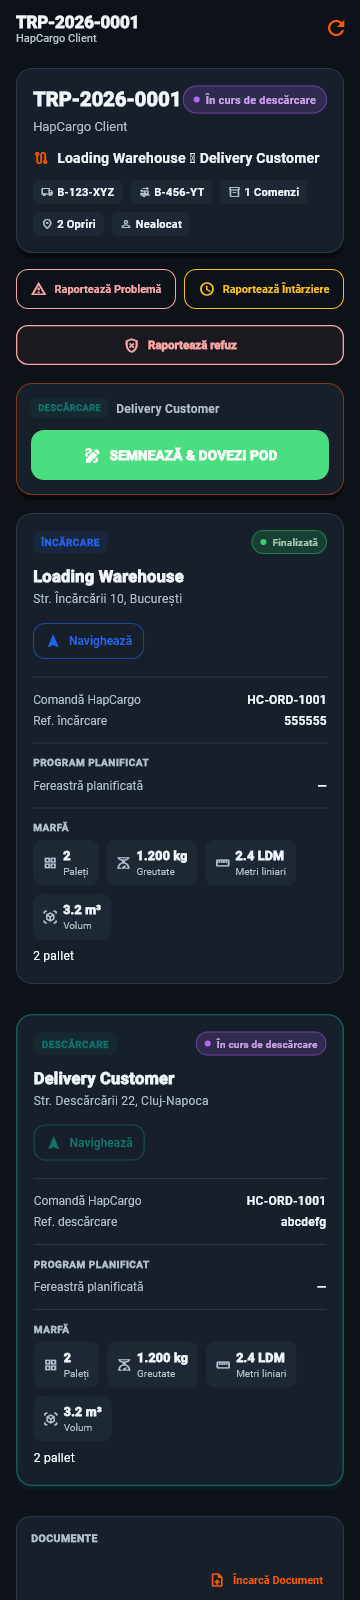 TRP-2026-0001
HapCargo Client
TRP-2026-0001
În curs de descărcare
HapCargo Client
Loading Warehouse Delivery Customer
B-123-XYZ
B-456-YT
1 Comenzi
2 Opriri
Nealocat
Raportează Problemă
Raportează Întârziere
Raportează refuz
DESCĂRCARE
Delivery Customer
SEMNEAZĂ & DOVEZI POD
ÎNCĂRCARE
Finalizată
Loading Warehouse
Str. Încărcării 10, București
Navighează
Comandă HapCargo HC-ORD-1001
Ref. încărcare 555555
PROGRAM PLANIFICAT
Fereastră planificată —
MARFĂ
2
Paleți
1.200 kg
Greutate
2.4 LDM
Metri liniari
3.2 m³
Volum
2 pallet
DESCĂRCARE
În curs de descărcare
Delivery Customer
Str. Descărcării 22, Cluj-Napoca
Navighează
Comandă HapCargo HC-ORD-1001
Ref. descărcare abcdefg
PROGRAM PLANIFICAT
Fereastră planificată —
MARFĂ
2
Paleți
1.200 kg
Greutate
2.4 LDM
Metri liniari
3.2 m³
Volum
2 pallet
DOCUMENTE
Încarcă Document